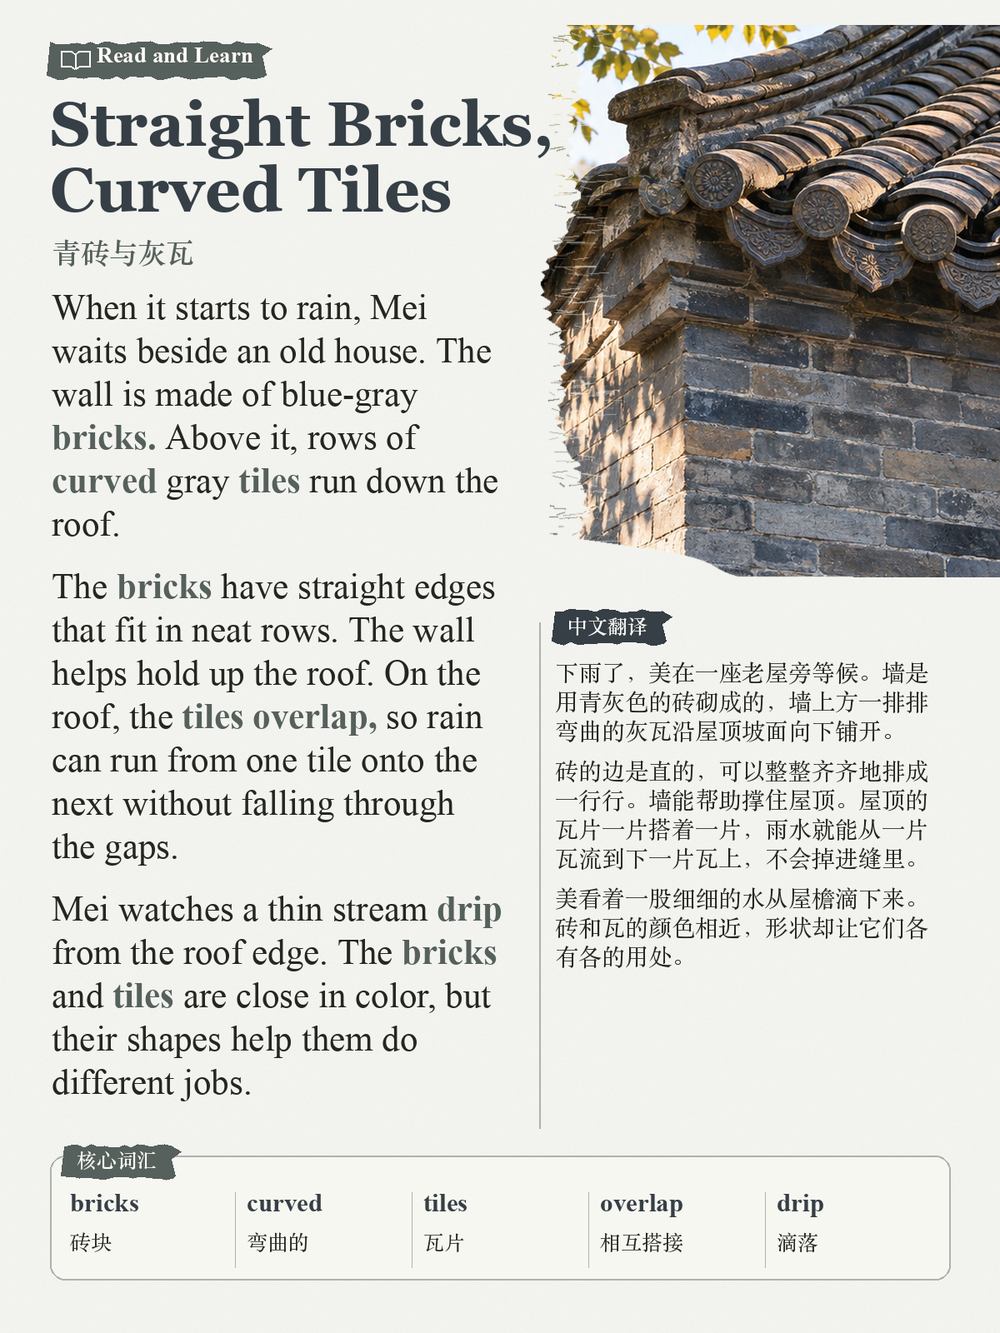 Read and Learn
Straight Bricks,
Curved Tiles
青砖与灰瓦
When it starts to rain, Mei
waits beside an old house. The
wall is made of blue-gray
bricks. Above it, rows of
curved gray tiles run down the
roof.
The bricks have straight edges
that fit in neat rows. The wall
helps hold up the roof. On the
roof, the tiles overlap, so rain
can run from one tile onto the
next without falling through
the gaps.
Mei watches a thin stream drip
from the roof edge. The bricks
and tiles are close in color, but
their shapes help them do
different jobs.
中文翻译
下雨了，美在一座老屋旁等候。墙是
用青灰色的砖砌成的，墙上方一排排
弯曲的灰瓦沿屋顶坡面向下铺开。
砖的边是直的，可以整整齐齐地排成
一行行。墙能帮助撑住屋顶。屋顶的
瓦片一片搭着一片，雨水就能从一片
瓦流到下一片瓦上，不会掉进缝里。
美看着一股细细的水从屋檐滴下来。
砖和瓦的颜色相近，形状却让它们各
有各的用处。
核心词汇
bricks
砖块
curved
弯曲的
tiles
瓦片
overlap
相互搭接
drip
滴落